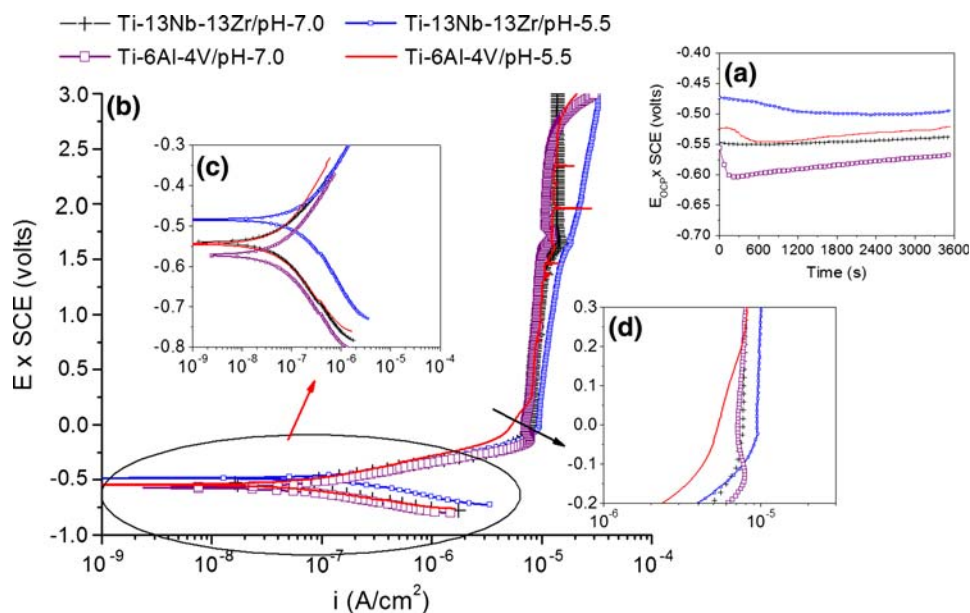 Ti-13Nb-13Zr/pH-7.0 Ti-13Nb-13Zr/pH-5.5
Ti-6Al-4V/pH-7.0 Ti-6Al-4V/pH-5.5
(a)
-0.40
-0.45
-0.50
-0.55
-0.60
-0.65
-0.70
E_OCP x SCE (volts)
0 600 1200 1800 2400 3000 3600
Time (s)
(b)
3.0
2.5
2.0
1.5
1.0
0.5
0.0
-0.5
-1.0
E x SCE (volts)
10⁻⁹ 10⁻⁸ 10⁻⁷ 10⁻⁶ 10⁻⁵ 10⁻⁴
i (A/cm²)
(c)
-0.3
-0.4
-0.5
-0.6
-0.7
-0.8
10⁻⁹ 10⁻⁸ 10⁻⁷ 10⁻⁶ 10⁻⁵ 10⁻⁴
(d)
0.3
0.2
0.1
0.0
-0.1
-0.2
10⁻⁶ 10⁻⁵